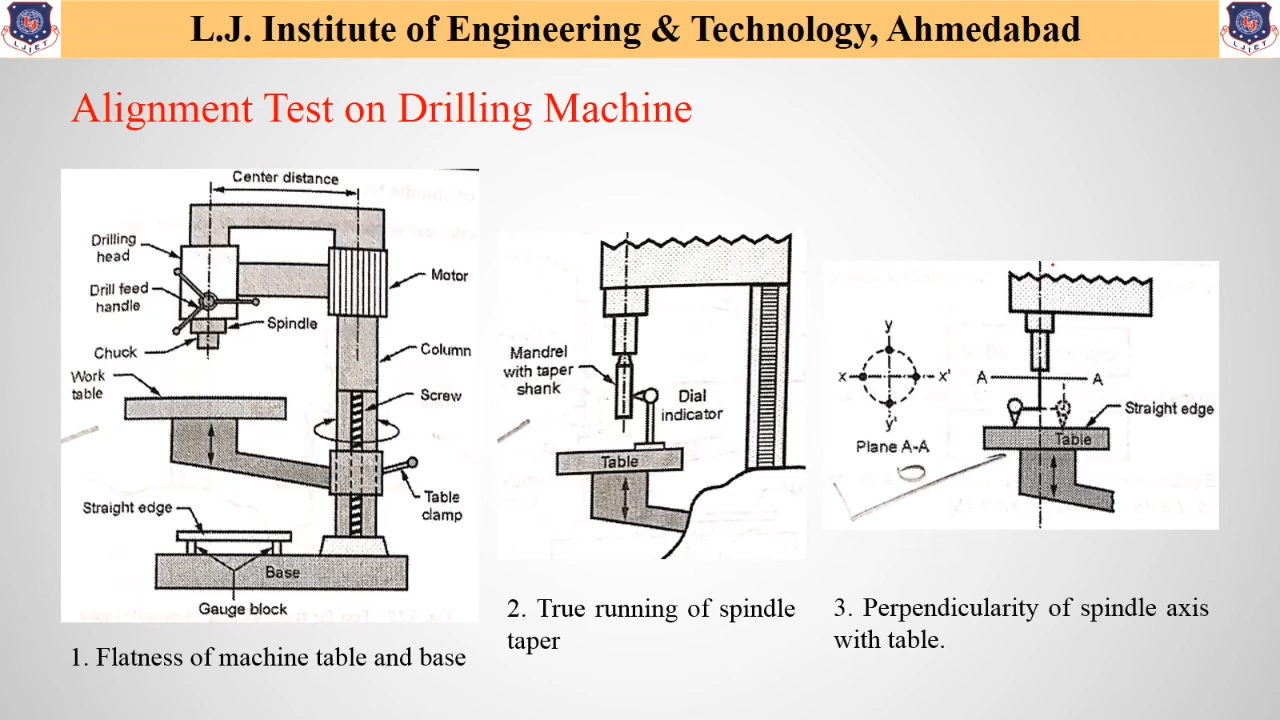 L.J. Institute of Engineering & Technology, Ahmedabad
LJIET
LJIET
Alignment Test on Drilling Machine
Center distance
Drilling
head
Motor
Drill feed
handle
Spindle
Chuck
Column
Work
table
Screw
Straight edge
Table
clamp
Base
Gauge block
1. Flatness of machine table and base
Mandrel
with taper
shank
Dial
indicator
Table
2. True running of spindle
taper
y
x
x'
y'
Plane A-A
A
A
Straight edge
Table
3. Perpendicularity of spindle axis
with table.